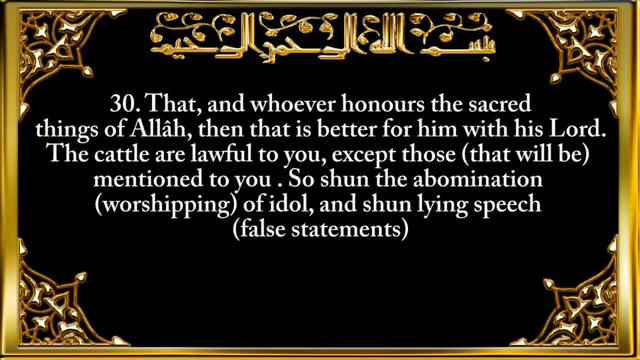 بسم الله الرحمن الرحيم
30. That, and whoever honours the sacred
things of Allâh, then that is better for him with his Lord.
The cattle are lawful to you, except those (that will be)
mentioned to you . So shun the abomination
(worshipping) of idol, and shun lying speech
(false statements)